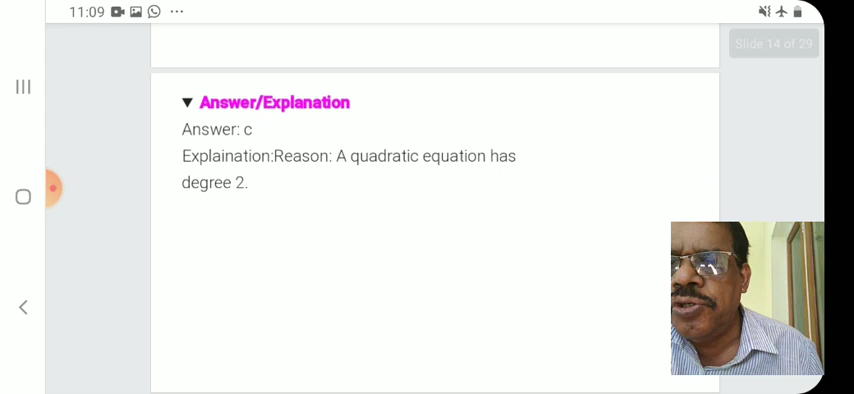 11:09 ...
Slide 14 of 29
Answer/Explanation
Answer: c
Explaination:Reason: A quadratic equation has
degree 2.